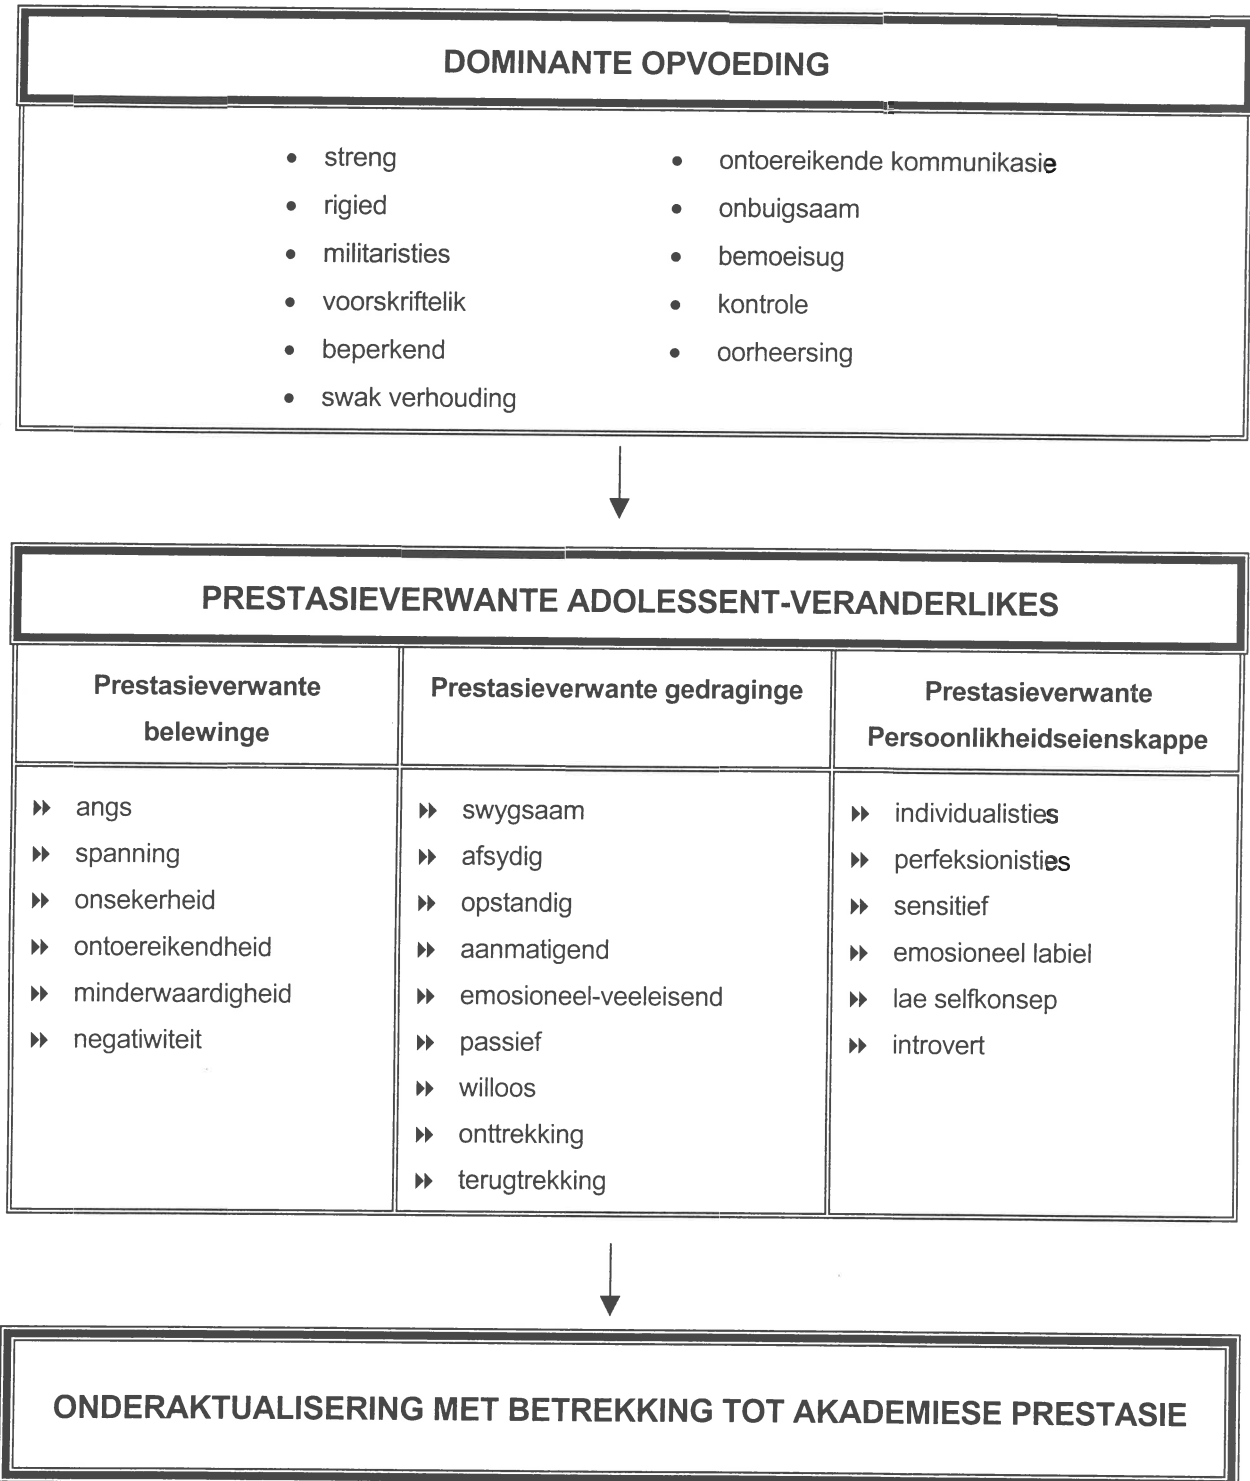 DOMINANTE OPVOEDING
• streng
• rigied
• militaristies
• voorskriftelik
• beperkend
• swak verhouding
• ontoereikende kommunikasie
• onbuigsaam
• bemoeisug
• kontrole
• oorheersing
PRESTASIEVERWANTE ADOLESSENT-VERANDERLIKES
Prestasieverwante
belewinge
angs
spanning
onsekerheid
ontoereikendheid
minderwaardigheid
negatiwiteit
Prestasieverwante gedraginge
swygsaam
afsydig
opstandig
aanmatigend
emosioneel-veeleisend
passief
willoos
onttrekking
terugtrekking
Prestasieverwante
Persoonlikheidseienskappe
individualisties
perfeksionisties
sensitief
emosioneel labiel
lae selfkonsep
introvert
ONDERAKTUALISERING MET BETREKKING TOT AKADEMIESE PRESTASIE